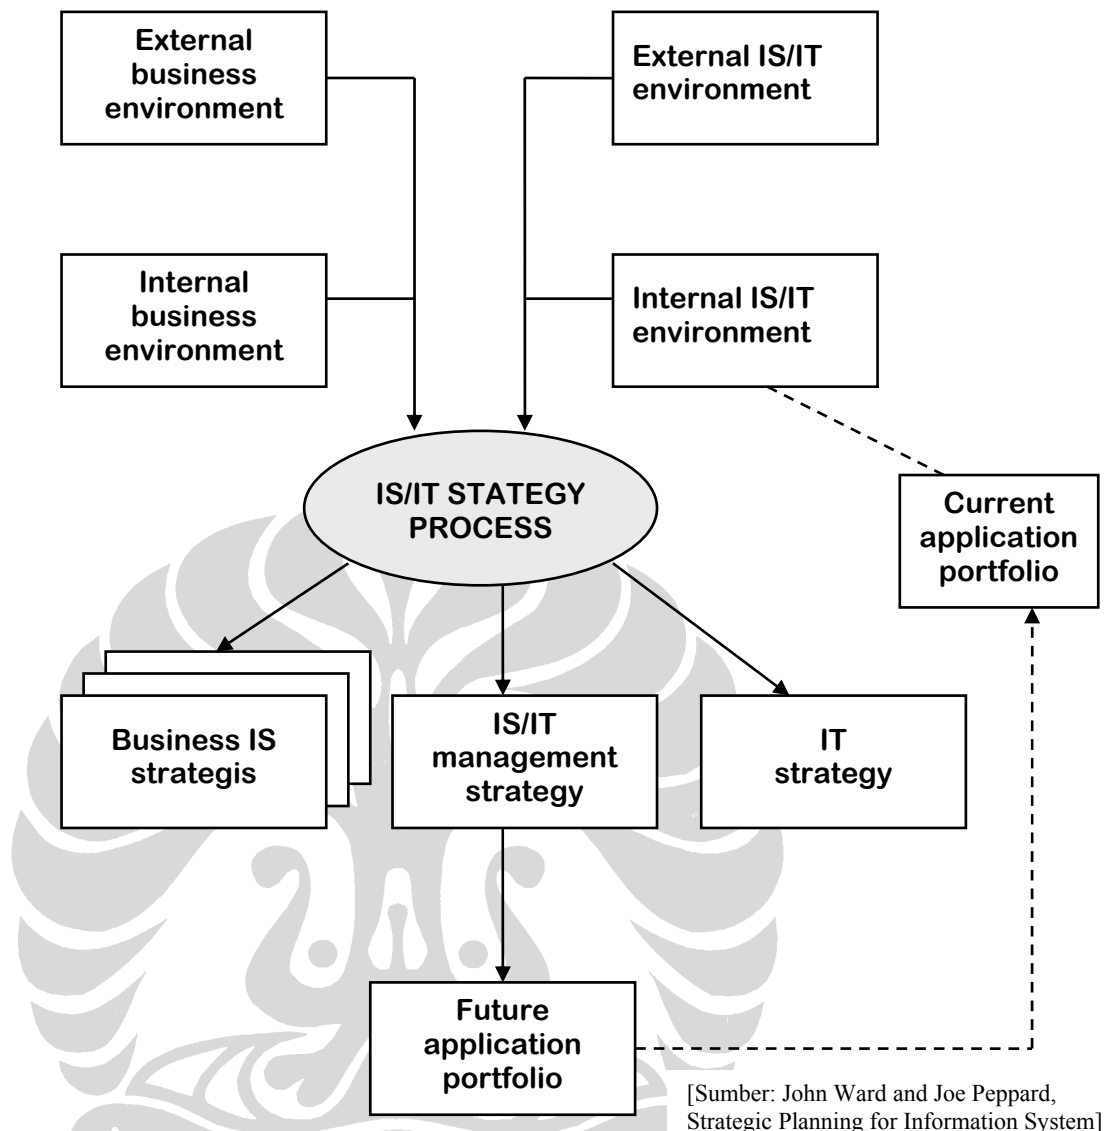 External
business
environment
External IS/IT
environment
Internal
business
environment
Internal IS/IT
environment
IS/IT STATEGY
PROCESS
Current
application
portfolio
Business IS
strategis
IS/IT
management
strategy
IT
strategy
Future
application
portfolio
[Sumber: John Ward and Joe Peppard,
Strategic Planning for Information System]